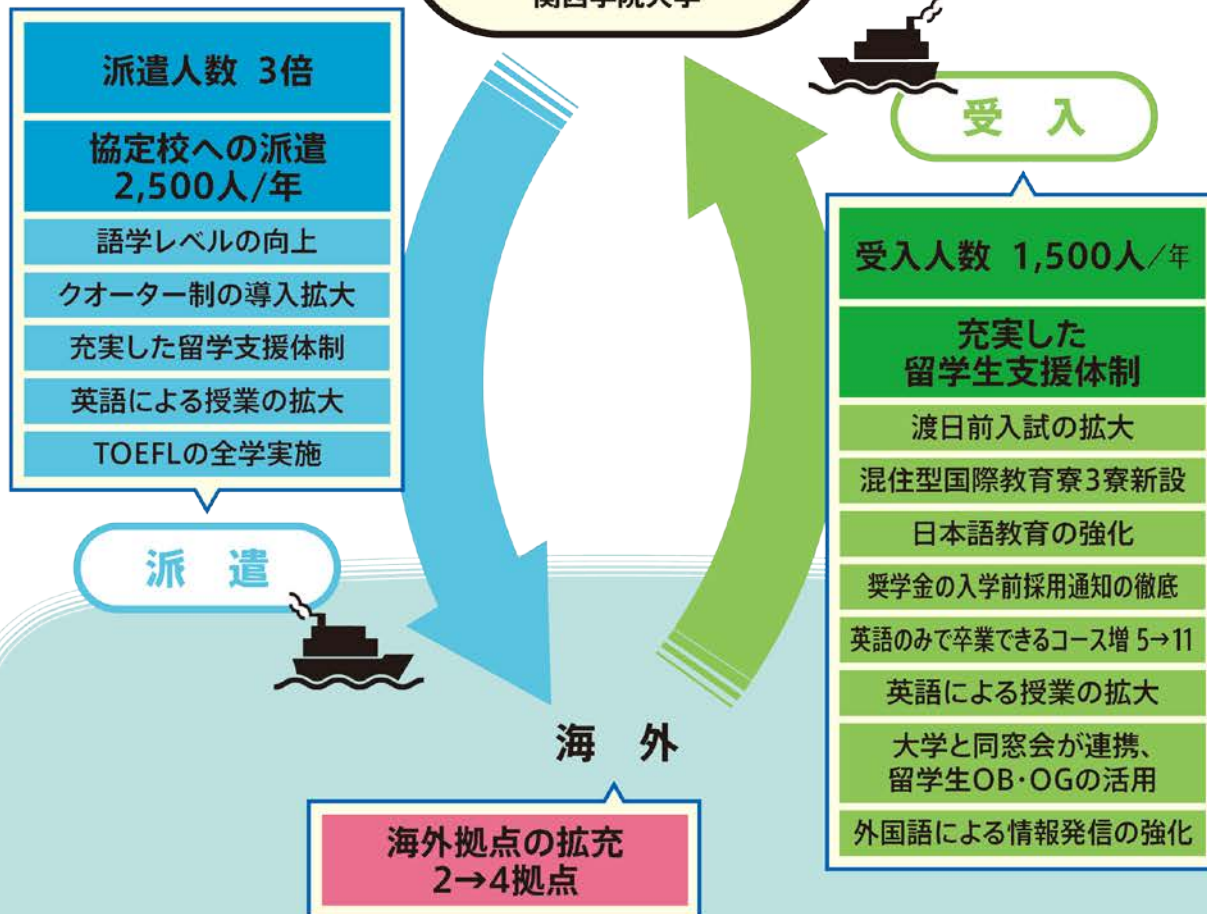 関西学院大学
派遣人数 3倍
協定校への派遣
2,500人/年
語学レベルの向上
クオーター制の導入拡大
充実した留学支援体制
英語による授業の拡大
TOEFLの全学実施
派 遣
受 入
受入人数 1,500人/年
充実した
留学生支援体制
渡日前入試の拡大
混住型国際教育寮3寮新設
日本語教育の強化
奨学金の入学前採用通知の徹底
英語のみで卒業できるコース増 5→11
英語による授業の拡大
大学と同窓会が連携、
留学生OB・OGの活用
外国語による情報発信の強化
海 外
海外拠点の拡充
2→4拠点